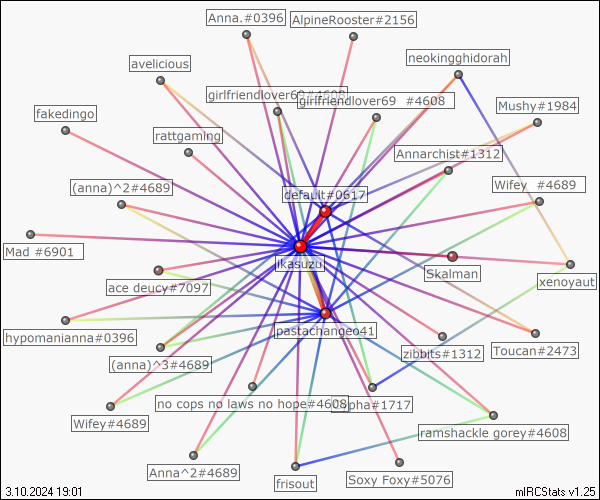 Anna.#0396
AlpineRooster#2156
neokingghidorah
avelicious
girlfriendlover69#4608
girlfriendlover69 #4608
Mushy#1984
fakedingo
rattgaming
Annarchist#1312
(anna)^2#4689
default#0617
Wifey_ #4689
Mad #6901
ikasuzu
Skalman
xenoyaut
ace deucy#7097
hypomanianna#0396
pastachangeo41
zibbits#1312
Toucan#2473
(anna)^3#4689
no cops no laws no hope#4608
#1717
Wifey#4689
ramshackle gorey#4608
Anna^2#4689
frisout
Soxy Foxy#5076
3.10.2024 19:01
mIRCStats v1.25